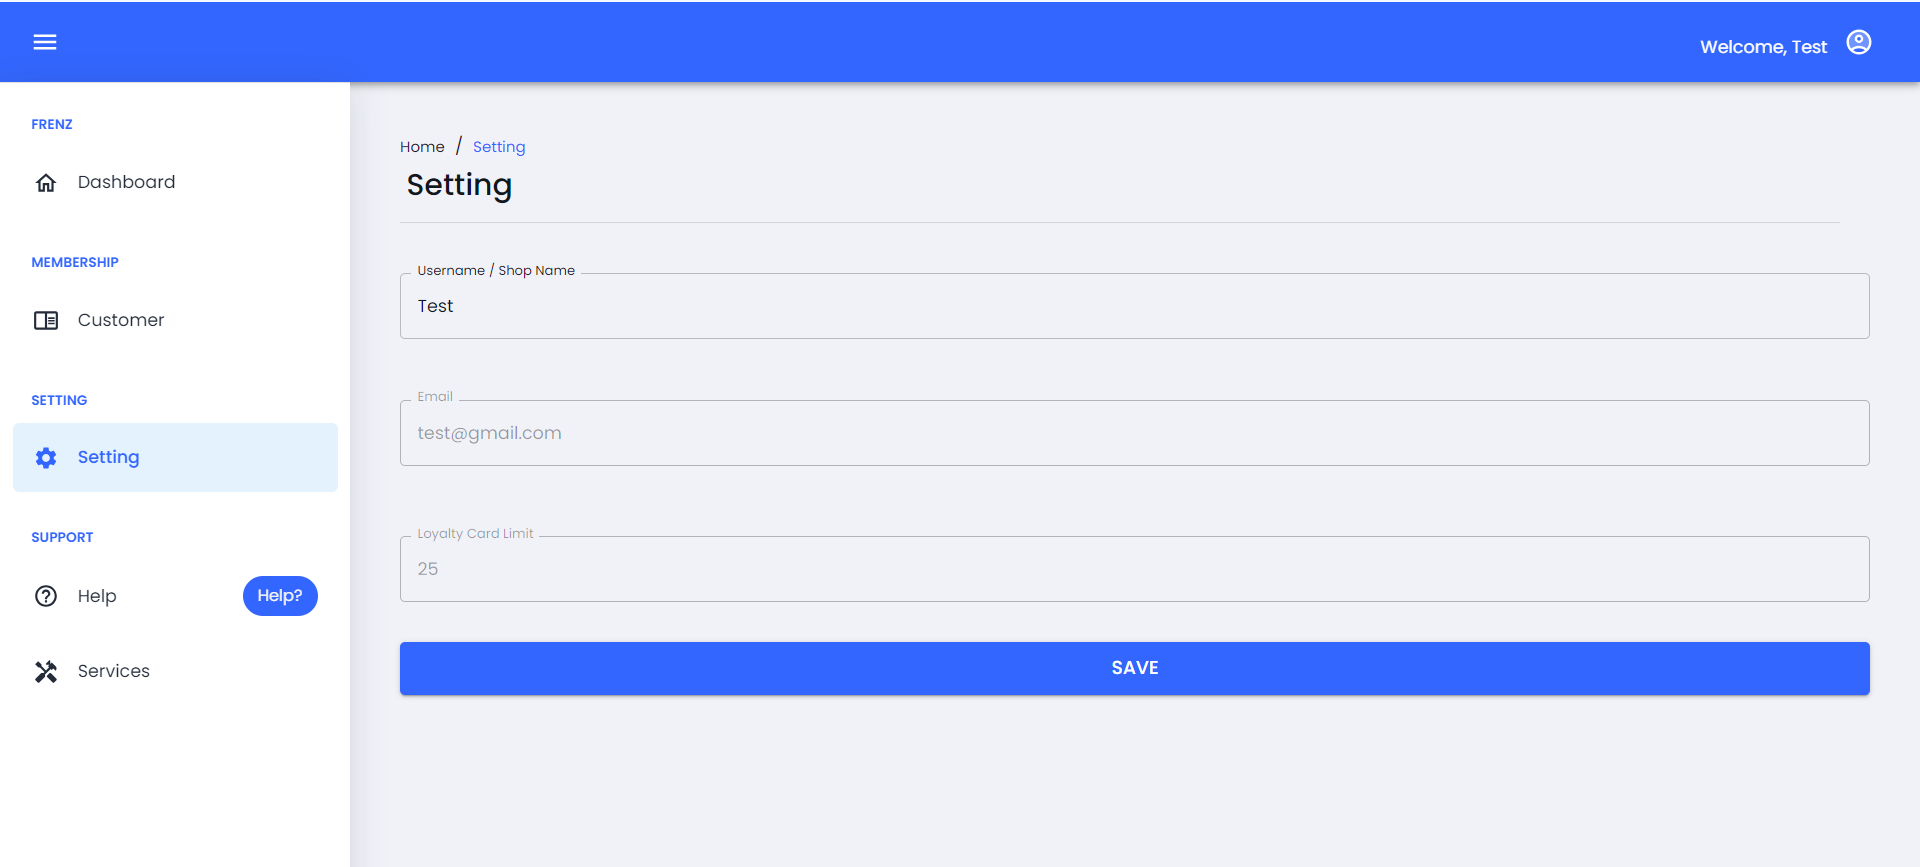 Welcome, Test
FRENZ
Dashboard
MEMBERSHIP
Customer
SETTING
Setting
SUPPORT
Help Help?
Services
Home / Setting
Setting
Username / Shop Name
Test
Email
test@gmail.com
Loyalty Card Limit
25
SAVE